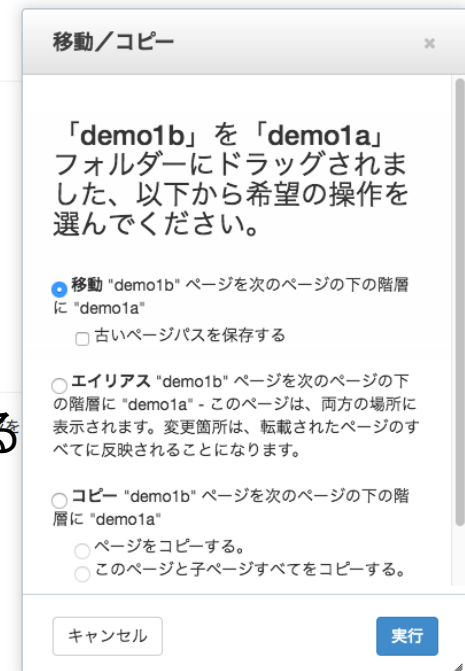 移動／コピー
×
「demo1b」を「demo1a」
フォルダーにドラッグされま
した、以下から希望の操作を
選んでください。
移動 "demo1b" ページを次のページの下の階層
に "demo1a"
古いページパスを保存する
エイリアス "demo1b" ページを次のページの下
の階層に "demo1a" - このページは、両方の場所に
表示されます。変更箇所は、転載されたページのす
べてに反映されることになります。
る
を
コピー "demo1b" ページを次のページの下の階
層に "demo1a"
ページをコピーする。
このページと子ページすべてをコピーする。
キャンセル
実行